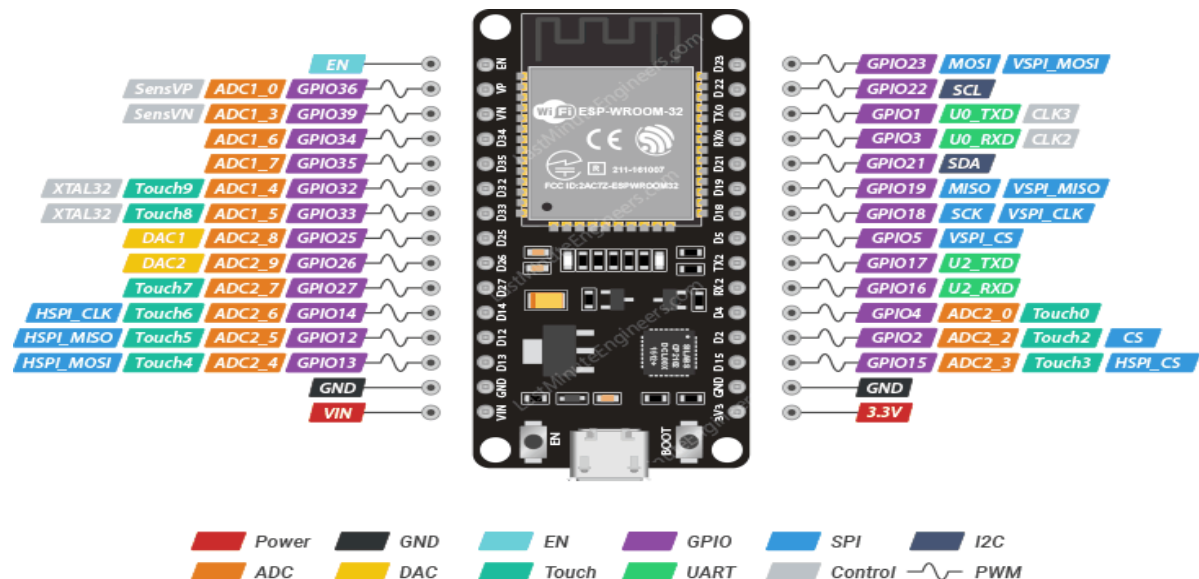 EN
SensVP ADC1_0 GPIO36
SensVN ADC1_3 GPIO39
ADC1_6 GPIO34
ADC1_7 GPIO35
XTAL32 Touch9 ADC1_4 GPIO32
XTAL32 Touch8 ADC1_5 GPIO33
DAC1 ADC2_8 GPIO25
DAC2 ADC2_9 GPIO26
Touch7 ADC2_7 GPIO27
HSPI_CLK Touch6 ADC2_6 GPIO14
HSPI_MISO Touch5 ADC2_5 GPIO12
HSPI_MOSI Touch4 ADC2_4 GPIO13
GND
VIN
EN
VP
VN
D34
D35
D32
D33
D25
D26
D27
D14
D12
D13
GND
VIN
WiFi ESP-WROOM-32
CE
R 211-161007
FCC ID:2AC7Z-ESPWROOM32
LastMinuteEngineers.com
LastMinuteEngineers.com
LastMinuteEngineers.com
EN
BOOT
D23
D22
TX0
RX0
D21
D19
D18
D5
TX2
RX2
D4
D2
D15
GND
3V3
GPIO23 MOSI VSPI_MOSI
GPIO22 SCL
GPIO1 U0_TXD CLK3
GPIO3 U0_RXD CLK2
GPIO21 SDA
GPIO19 MISO VSPI_MISO
GPIO18 SCK VSPI_CLK
GPIO5 VSPI_CS
GPIO17 U2_TXD
GPIO16 U2_RXD
GPIO4 ADC2_0 Touch0
GPIO2 ADC2_2 Touch2 CS
GPIO15 ADC2_3 Touch3 HSPI_CS
GND
3.3V
Power GND EN GPIO SPI I2C
ADC DAC Touch UART Control PWM